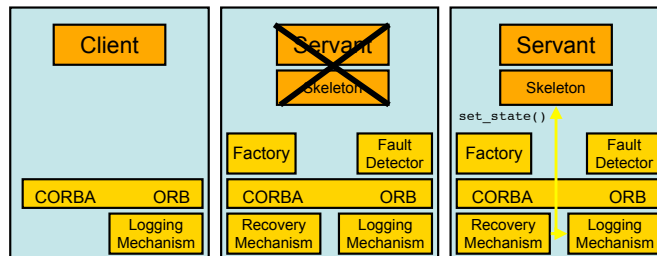 Client
CORBA ORB
Logging
Mechanism
Servant
Skeleton
Factory
Fault
Detector
CORBA ORB
Recovery
Mechanism
Logging
Mechanism
Servant
Skeleton
set_state()
Factory
Fault
Detector
CORBA ORB
Recovery
Mechanism
Logging
Mechanism